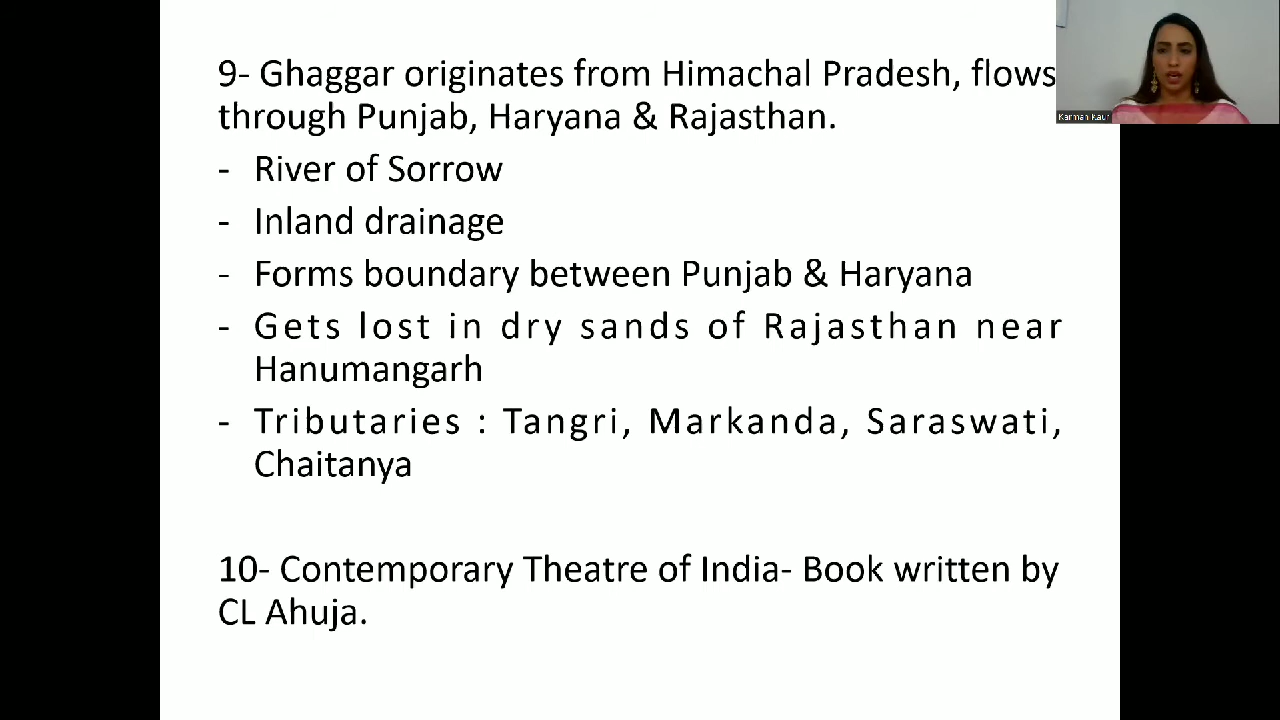 9- Ghaggar originates from Himachal Pradesh, flows
through Punjab, Haryana & Rajasthan.
- River of Sorrow
- Inland drainage
- Forms boundary between Punjab & Haryana
- Gets lost in dry sands of Rajasthan near
Hanumangarh
- Tributaries : Tangri, Markanda, Saraswati,
Chaitanya
10- Contemporary Theatre of India- Book written by
CL Ahuja.
Karman Kaur